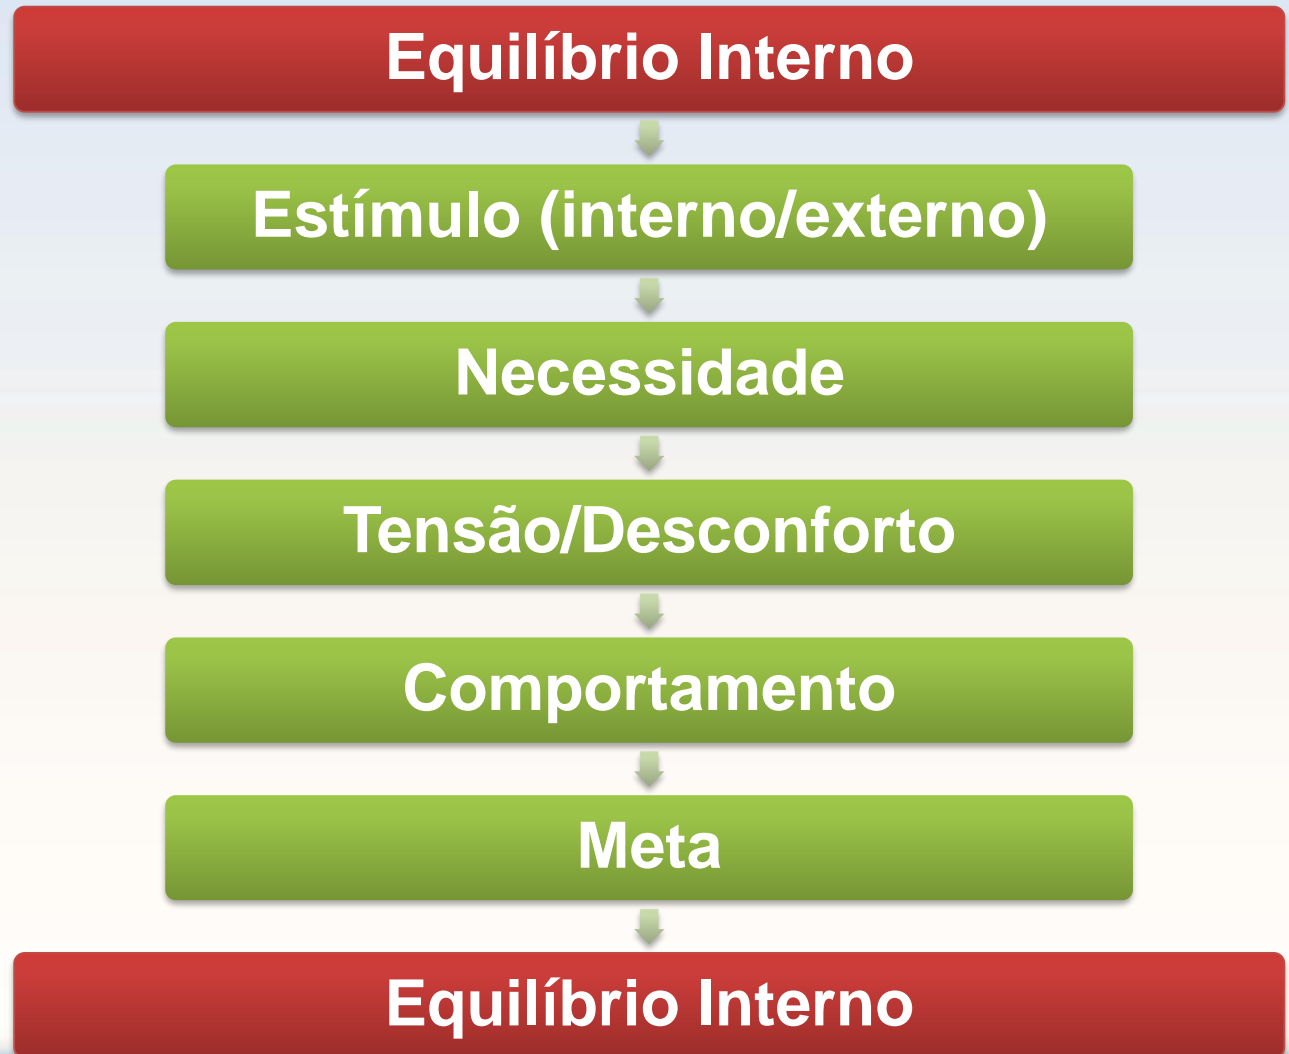 Equilíbrio Interno
Estímulo (interno/externo)
Necessidade
Tensão/Desconforto
Comportamento
Meta
Equilíbrio Interno